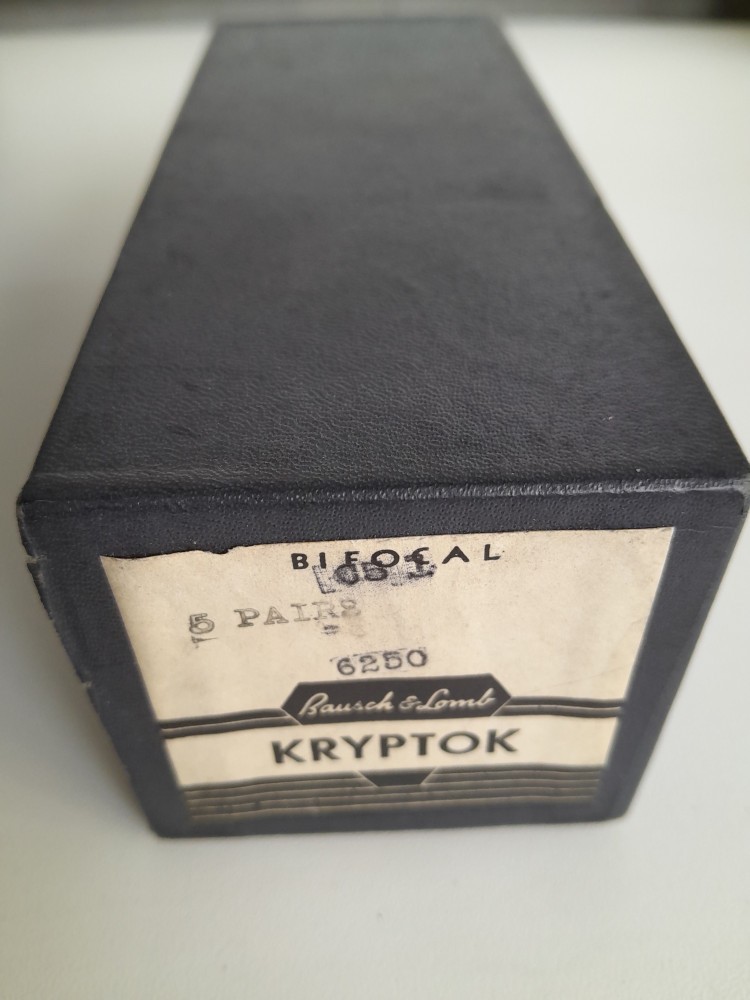 BIFOCAL
5 PAIRS
6250
Bausch & Lomb
KRYPTOK